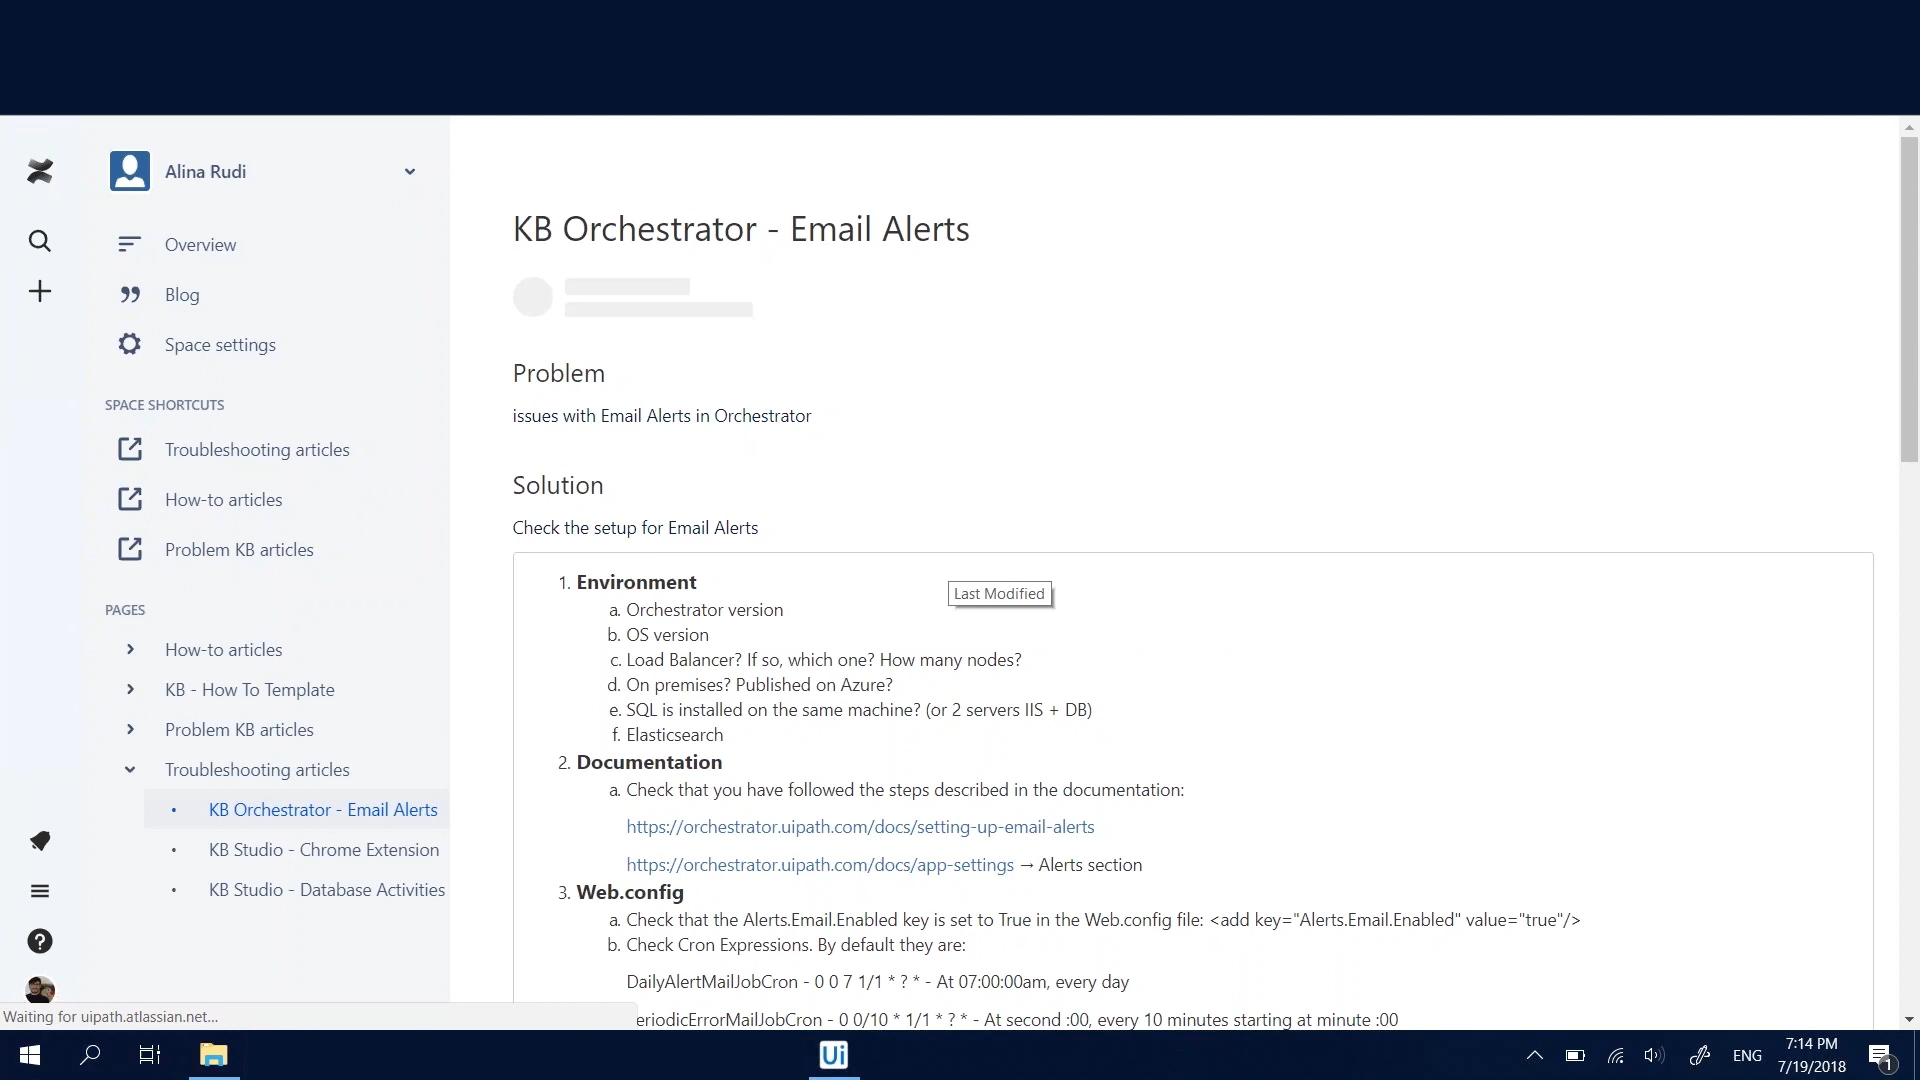 Alina Rudi
Overview
Blog
Space settings
SPACE SHORTCUTS
Troubleshooting articles
How-to articles
Problem KB articles
PAGES
How-to articles
KB - How To Template
Problem KB articles
Troubleshooting articles
• KB Orchestrator - Email Alerts
• KB Studio - Chrome Extension
• KB Studio - Database Activities
Waiting for uipath.atlassian.net...
KB Orchestrator - Email Alerts
Problem
issues with Email Alerts in Orchestrator
Solution
Check the setup for Email Alerts
1. Environment
Last Modified
a. Orchestrator version
b. OS version
c. Load Balancer? If so, which one? How many nodes?
d. On premises? Published on Azure?
e. SQL is installed on the same machine? (or 2 servers IIS + DB)
f. Elasticsearch
2. Documentation
a. Check that you have followed the steps described in the documentation:
https://orchestrator.uipath.com/docs/setting-up-email-alerts
https://orchestrator.uipath.com/docs/app-settings → Alerts section
3. Web.config
a. Check that the Alerts.Email.Enabled key is set to True in the Web.config file: <add key="Alerts.Email.Enabled" value="true"/>
b. Check Cron Expressions. By default they are:
DailyAlertMailJobCron - 0 0 7 1/1 * ? * - At 07:00:00am, every day
eriodicErrorMailJobCron - 0 0/10 * 1/1 * ? * - At second :00, every 10 minutes starting at minute :00
Ui
ENG
7:14 PM
7/19/2018
1